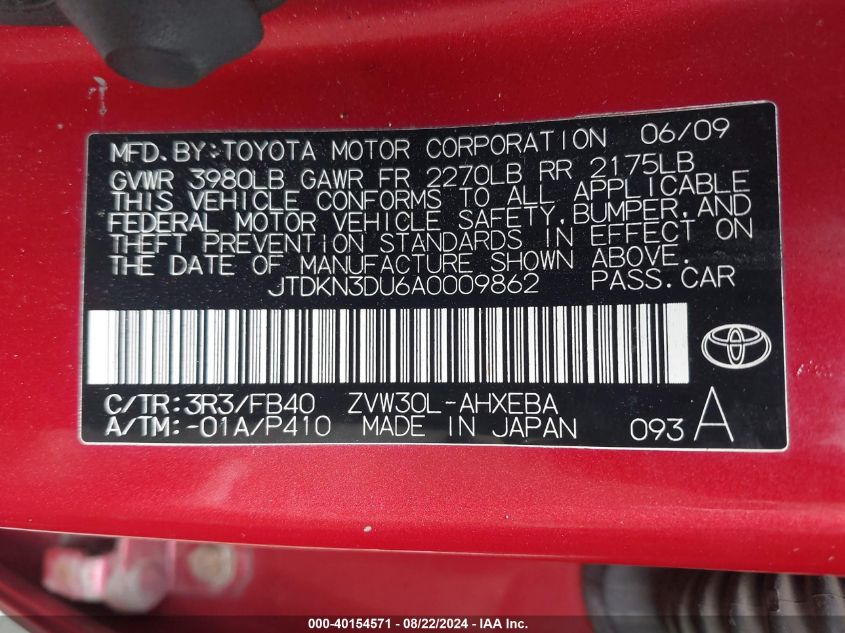 MFD. BY: TOYOTA MOTOR CORPORATION 06/09
GVWR 3980LB GAWR FR 2270LB RR 2175LB
THIS VEHICLE CONFORMS TO ALL APPLICABLE
FEDERAL MOTOR VEHICLE SAFETY, BUMPER, AND
THEFT PREVENTION STANDARDS IN EFFECT ON
THE DATE OF MANUFACTURE SHOWN ABOVE.
JTDKN3DU6A0009862 PASS. CAR
C/TR: 3R3/FB40 ZVW30L-AHXEBA
A/TM: -01A/P410 MADE IN JAPAN 093 A
000-40154571 - 08/22/2024 - IAAI, Inc.